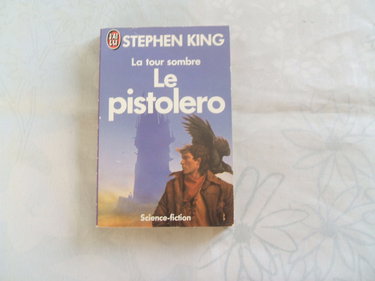 J'AI
LU
STEPHEN KING
La tour sombre
Le
pistolero
Science-fiction